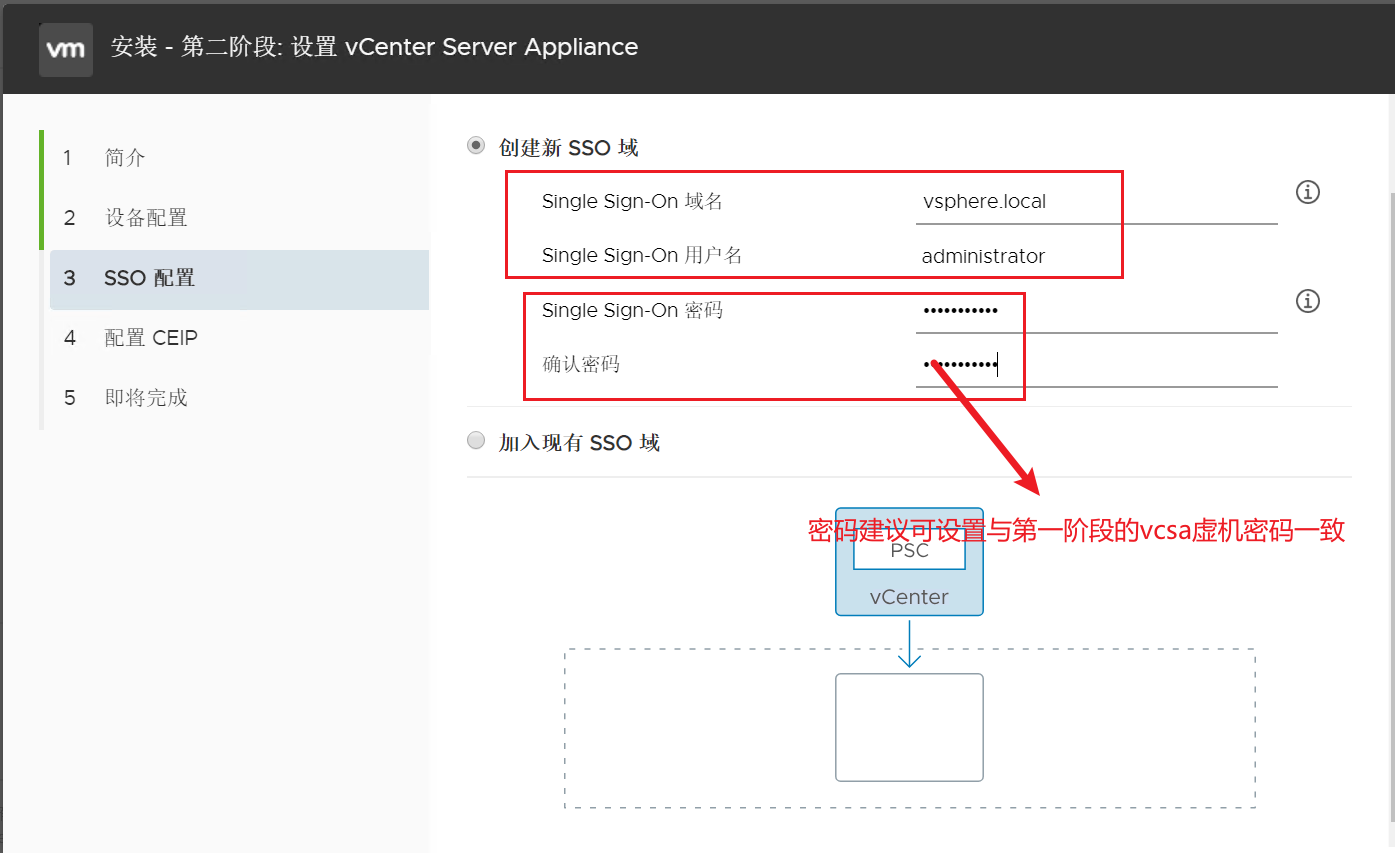 vm 安装 - 第二阶段: 设置 vCenter Server Appliance
1 简介
2 设备配置
3 SSO 配置
4 配置 CEIP
5 即将完成
创建新 SSO 域
Single Sign-On 域名 vsphere.local
Single Sign-On 用户名 administrator
Single Sign-On 密码 •••••••••••
确认密码 •••••••••••
加入现有 SSO 域
密码建议可设置与第一阶段的vcsa虚机密码一致
PSC
vCenter